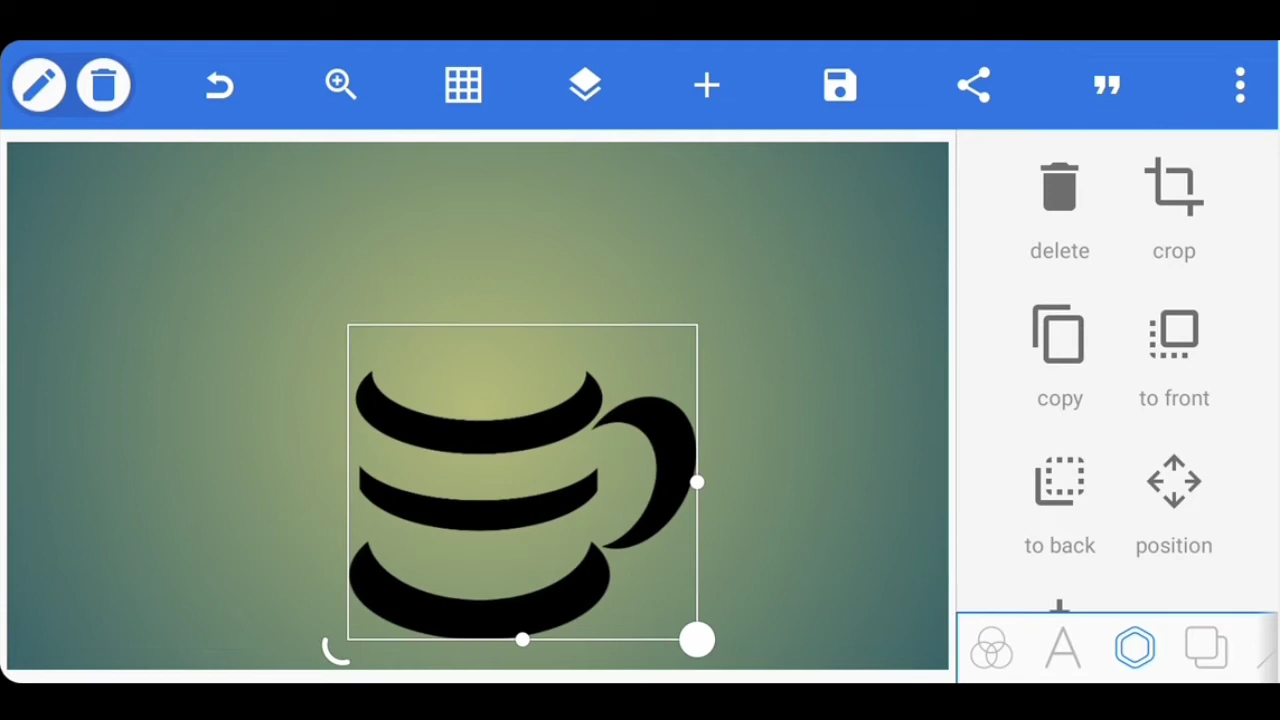 delete
crop
copy
to front
to back
position